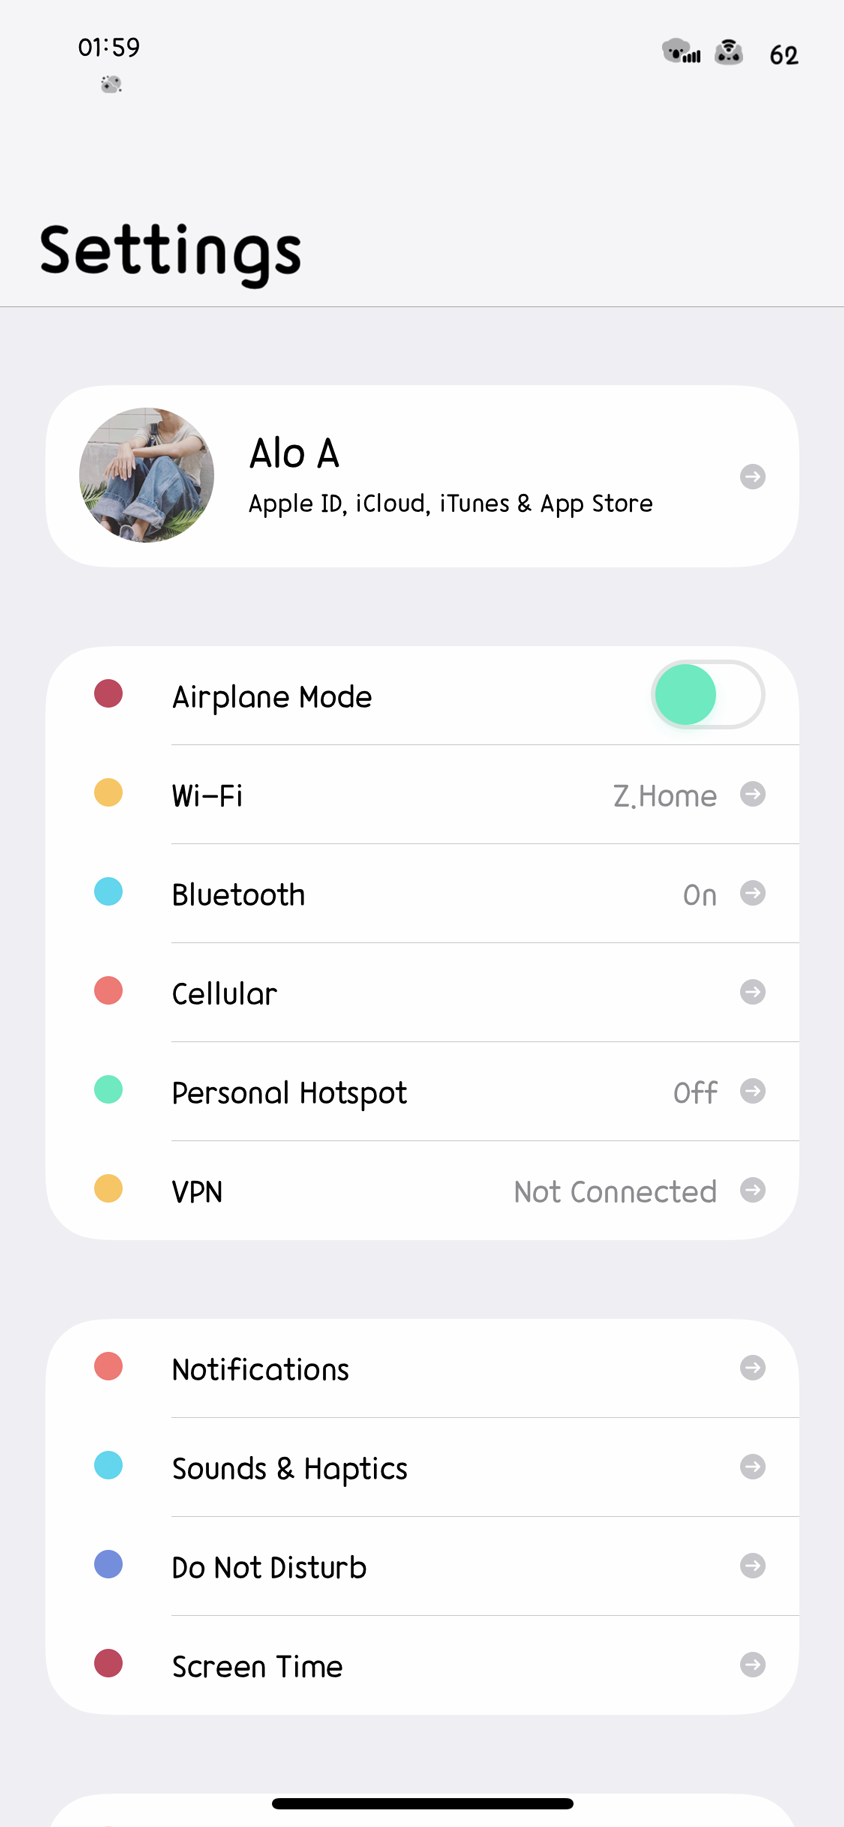 01:59
62
Settings
Alo A
Apple ID, iCloud, iTunes & App Store
Airplane Mode
Wi-Fi
Z.Home
Bluetooth
On
Cellular
Personal Hotspot
Off
VPN
Not Connected
Notifications
Sounds & Haptics
Do Not Disturb
Screen Time